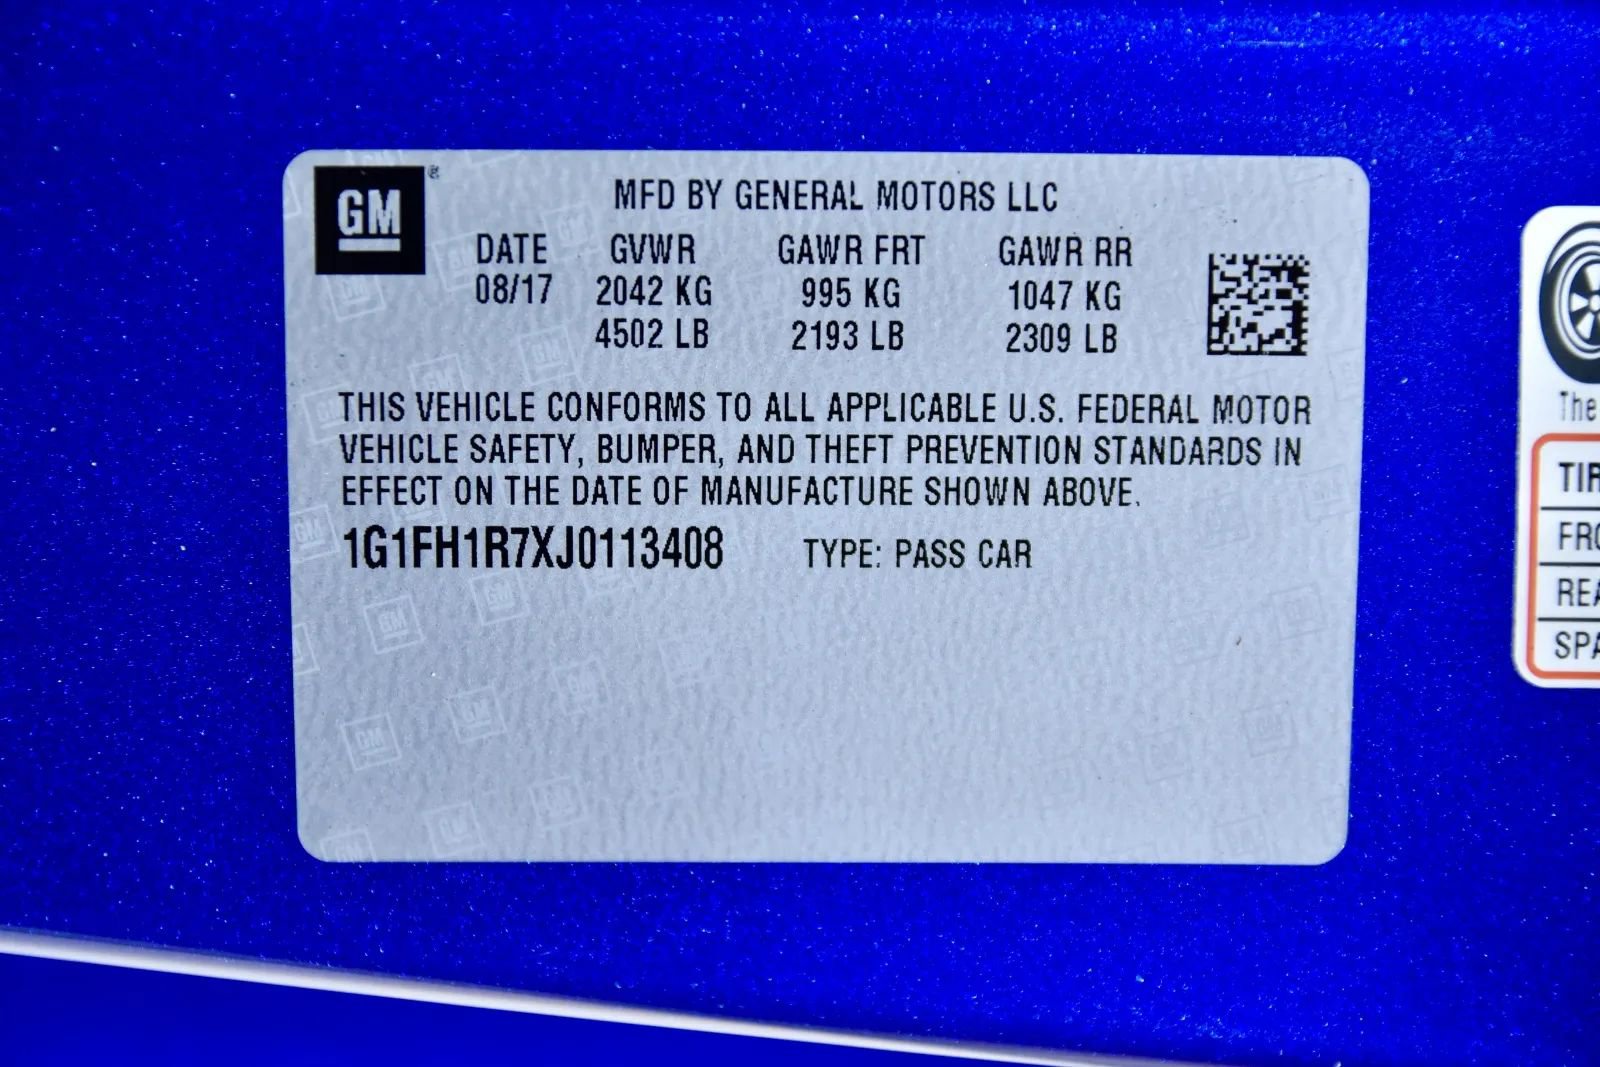 GM®
MFD BY GENERAL MOTORS LLC
DATE GVWR GAWR FRT GAWR RR
08/17 2042 KG 995 KG 1047 KG
4502 LB 2193 LB 2309 LB
THIS VEHICLE CONFORMS TO ALL APPLICABLE U.S. FEDERAL MOTOR
VEHICLE SAFETY, BUMPER, AND THEFT PREVENTION STANDARDS IN
EFFECT ON THE DATE OF MANUFACTURE SHOWN ABOVE.
1G1FH1R7XJ0113408 TYPE: PASS CAR
The